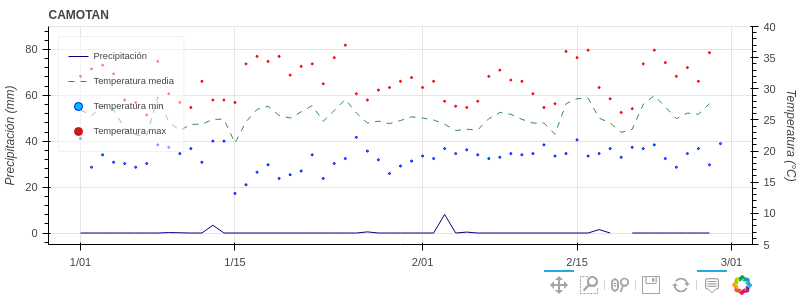 CAMOTAN
80
60
40
20
0
Precipitación (mm)
Precipitación
Temperatura media
Temperatura min
Temperatura max
40
35
30
25
20
15
10
5
Temperatura (°C)
1/01
1/15
2/01
2/15
3/01